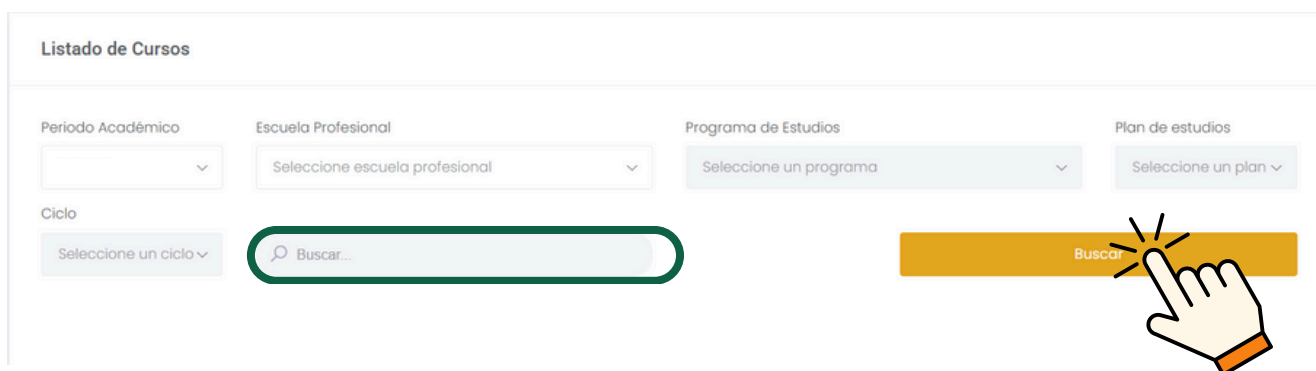 Listado de Cursos
Periodo Académico Escuela Profesional Programa de Estudios Plan de estudios
Seleccione escuela profesional Seleccione un programa Seleccione un plan
Ciclo
Seleccione un ciclo Buscar... Buscar